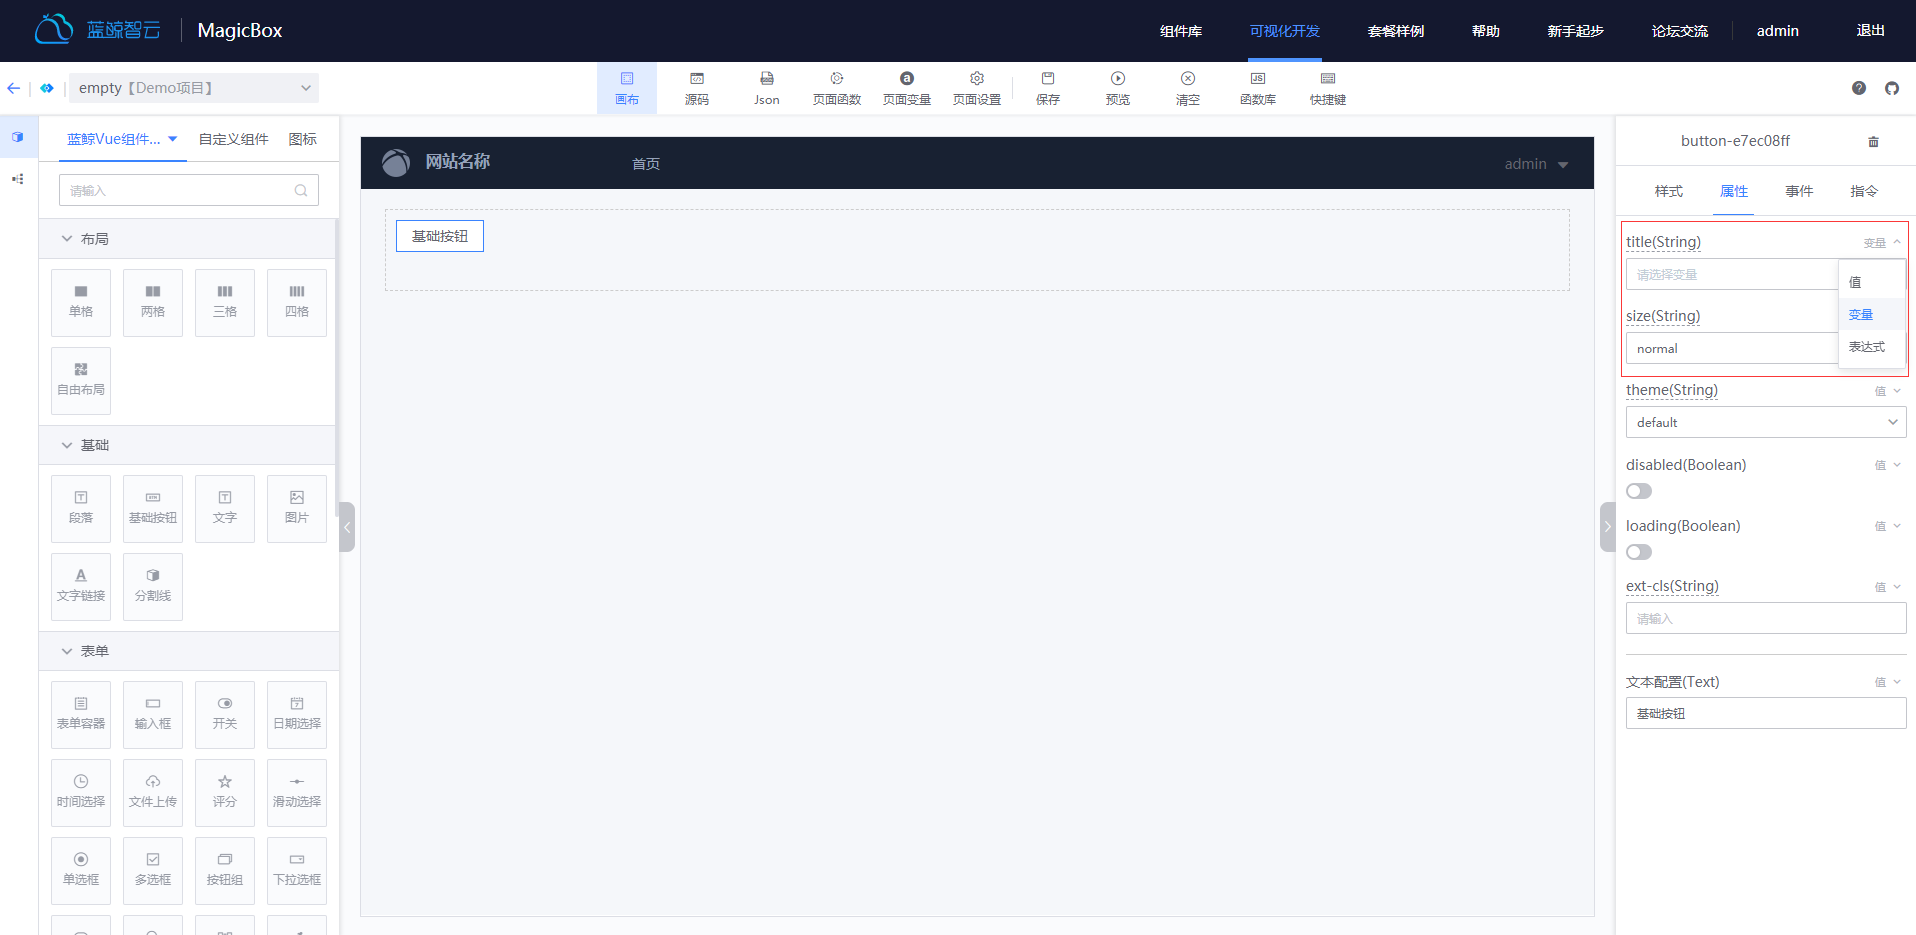 蓝鲸智云 MagicBox 组件库 可视化开发 套餐样例 帮助 新手起步 论坛交流 admin 退出
empty【Demo项目】
画布 源码 Json 页面函数 页面变量 页面设置 保存 预览 清空 函数库 快捷键
蓝鲸Vue组件... 自定义组件 图标
请输入
布局
单格 两格 三格 四格
自由布局
基础
段落 基础按钮 文字 图片
文字链接 分割线
表单
表单容器 输入框 开关 日期选择
时间选择 文件上传 评分 滑动选择
单选框 多选框 按钮组 下拉选框
网站名称 首页 admin
基础按钮
button-e7ec08ff
样式 属性 事件 指令
title(String) 变量
请选择变量
值
变量
表达式
size(String)
normal
theme(String) 值
default
disabled(Boolean) 值
loading(Boolean) 值
ext-cls(String) 值
请输入
文本配置(Text) 值
基础按钮